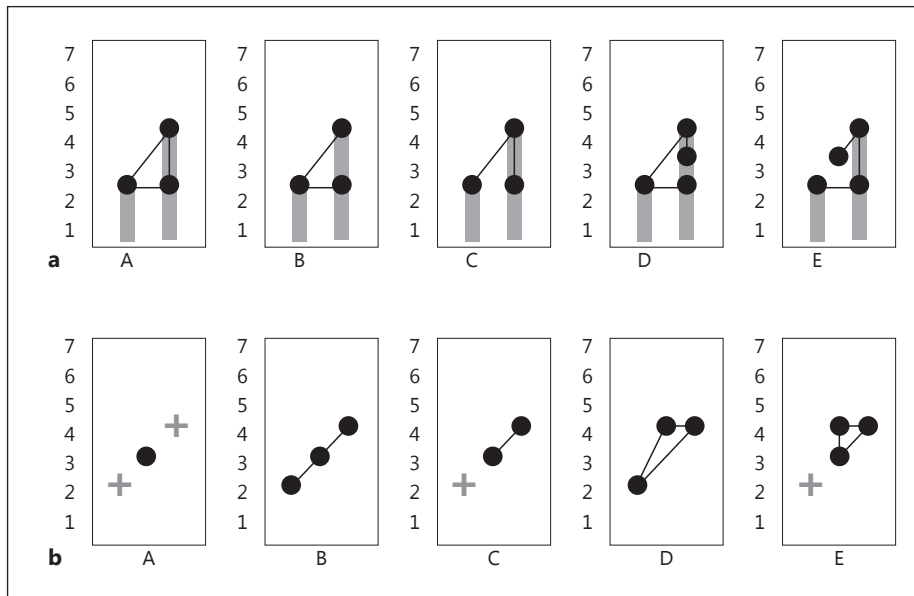 7 7 7 7 7
6 6 6 6 6
5 5 5 5 5
4 4 4 4 4
3 3 3 3 3
2 2 2 2 2
1 1 1 1 1
a A B C D E
7 7 7 7 7
6 6 6 6 6
5 5 5 5 5
4 4 4 4 4
3 3 3 3 3
2 2 2 2 2
1 1 1 1 1
b A B C D E